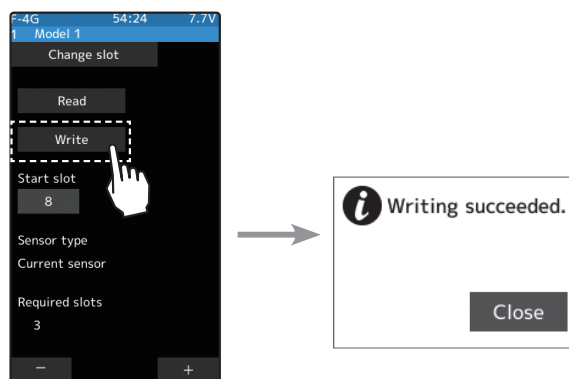 F-4G 54:24 7.7V
1 Model 1
Change slot
Read
Write
Start slot
8
Sensor type
Current sensor
Required slots
3
− +
Writing succeeded.
Close